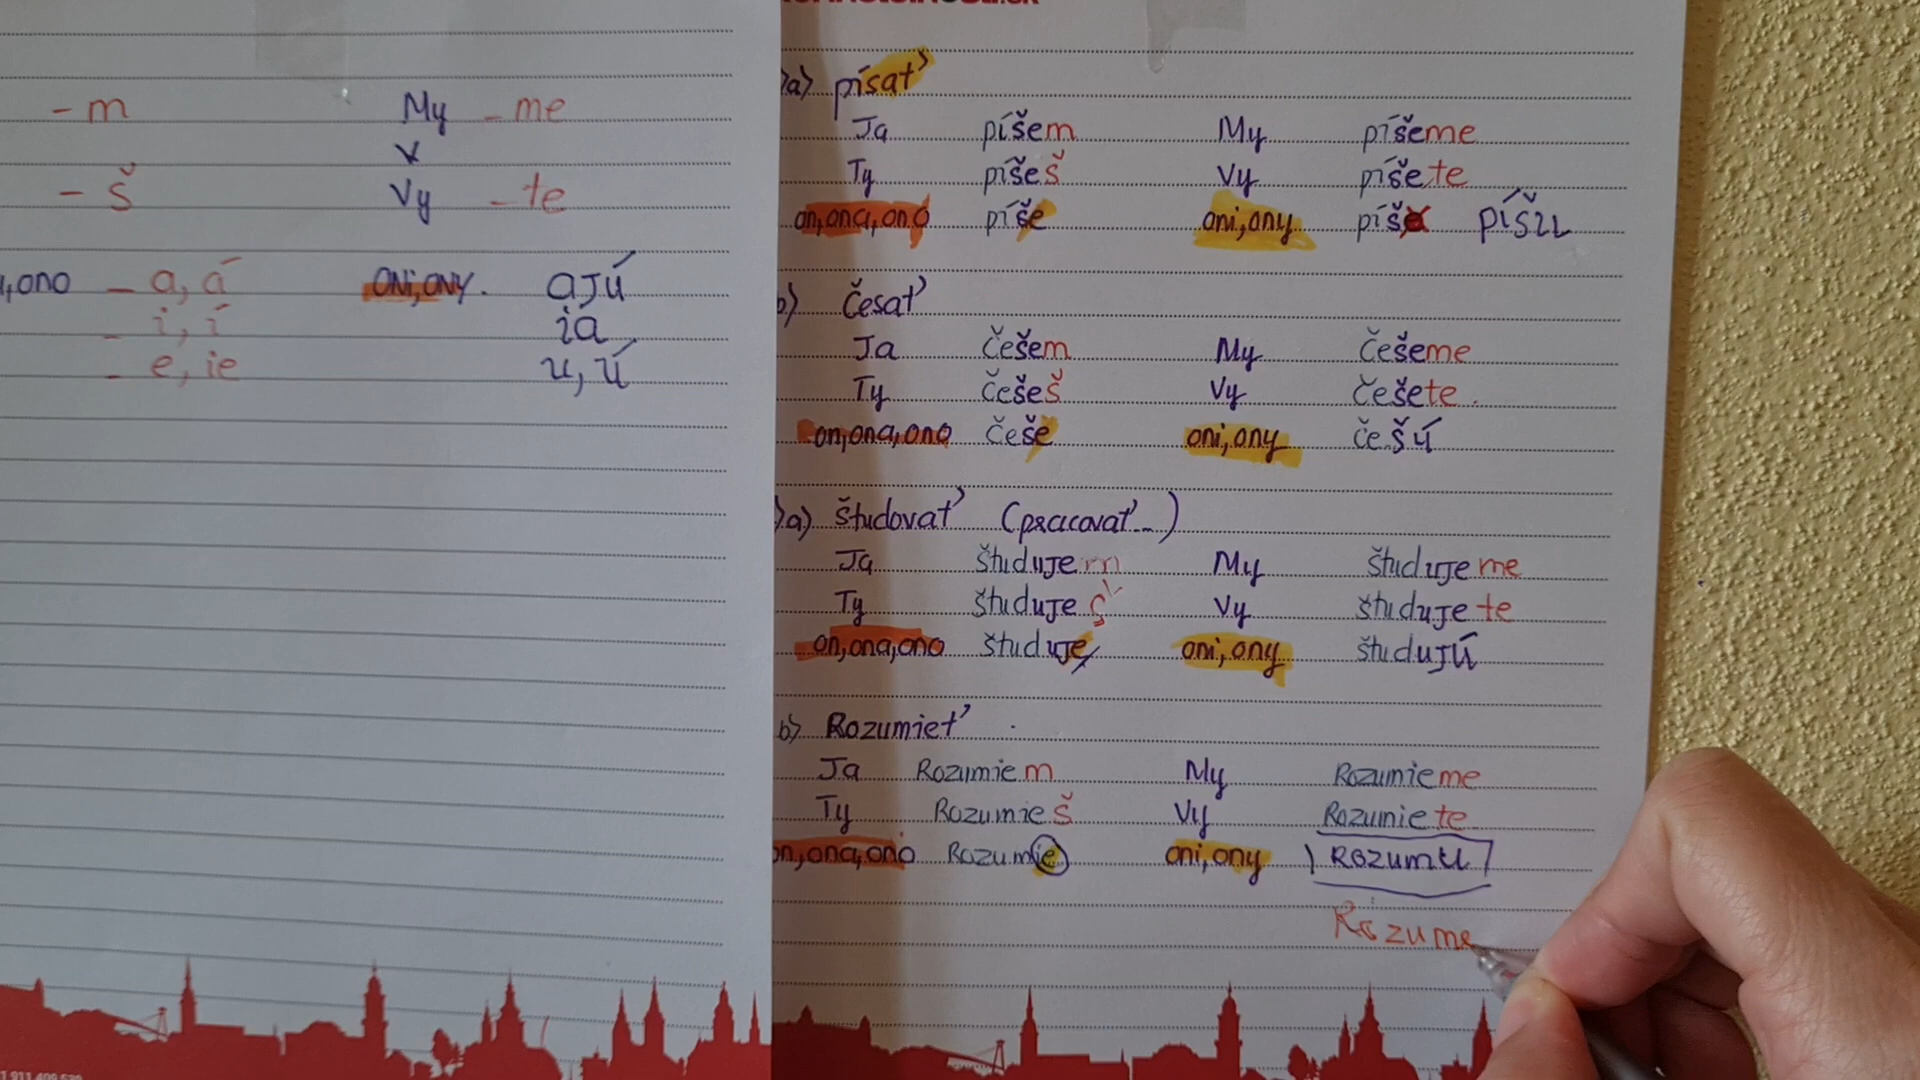 - m My - me
- š Vy - te
,ono - a, á oni,ony. ajú
- i, í ia
- e, ie u, ú
a) písať
Ja píšem My píšeme
Ty píšeš Vy píšete
on,ona,ono píše oni,ony píš píšu
b) Česať
Ja Češem My Češeme
Ty Češeš Vy Češete.
on,ona,ono Češe oni,ony češú
a) študovať (pracovať...)
Ja študujem My študujeme
Ty študuješ Vy študujete
on,ona,ono študuje oni,ony študujú
b) Rozumieť
Ja Rozumiem My Rozumieme
Ty Rozumieš Vy Rozumiete
on,ona,ono Rozumie oni,ony Rozumu
Rozume